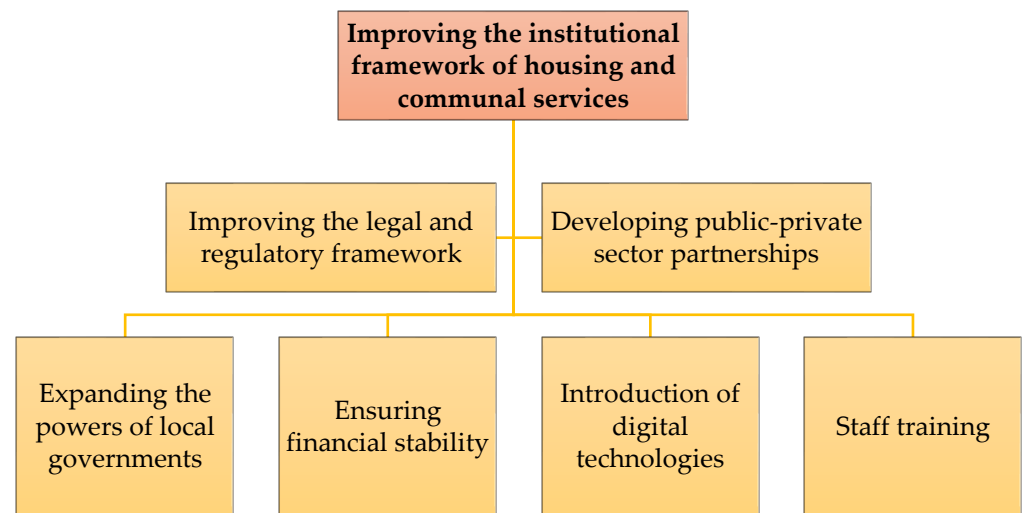 Improving the institutional
framework of housing and
communal services
Improving the legal and
regulatory framework
Developing public-private
sector partnerships
Expanding the
powers of local
governments
Ensuring
financial stability
Introduction of
digital
technologies
Staff training